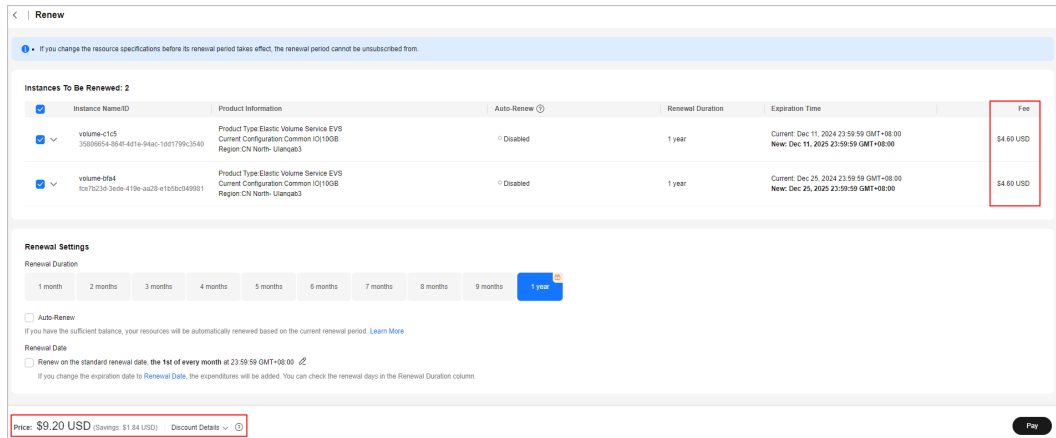 < | Renew
• If you change the resource specifications before its renewal period takes effect, the renewal period cannot be unsubscribed from.
Instances To Be Renewed: 2
Instance Name/ID Product Information Auto-Renew Renewal Duration Expiration Time Fee
volume-c1c5
35806654-864f-4d1e-94ac-1dd1799c3540
Product Type:Elastic Volume Service EVS
Current Configuration:Common IO|10GB
Region:CN North- Ulanqab3
Disabled
1 year
Current: Dec 11, 2024 23:59:59 GMT+08:00
New: Dec 11, 2025 23:59:59 GMT+08:00
$4.60 USD
volume-bfa4
fce7b23d-3ede-419e-aa28-e1b5bc049981
Product Type:Elastic Volume Service EVS
Current Configuration:Common IO|10GB
Region:CN North- Ulanqab3
Disabled
1 year
Current: Dec 25, 2024 23:59:59 GMT+08:00
New: Dec 25, 2025 23:59:59 GMT+08:00
$4.60 USD
Renewal Settings
Renewal Duration
1 month 2 months 3 months 4 months 5 months 6 months 7 months 8 months 9 months 1 year
Auto-Renew
If you have the sufficient balance, your resources will be automatically renewed based on the current renewal period. Learn More
Renewal Date
Renew on the standard renewal date, the 1st of every month at 23:59:59 GMT+08:00
If you change the expiration date to Renewal Date, the expenditures will be added. You can check the renewal days in the Renewal Duration column.
Price: $9.20 USD (Savings: $1.84 USD) Discount Details
Pay